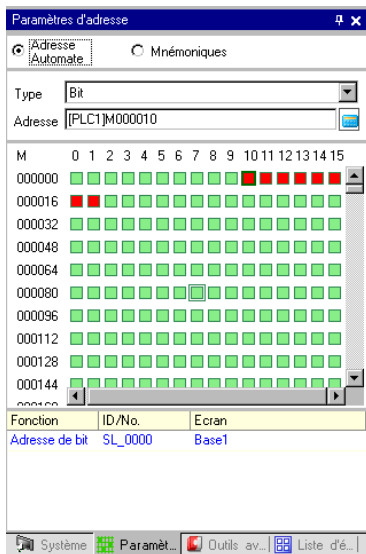 Paramètres d'adresse
Adresse Automate
Mnémoniques
Type Bit
Adresse [PLC1]M000010
M 0 1 2 3 4 5 6 7 8 9 10 11 12 13 14 15
000000
000016
000032
000048
000064
000080
000096
000112
000128
000144
Fonction ID/No. Ecran
Adresse de bit SL_0000 Base1
Système Paramèt... Outils av... Liste d'é...